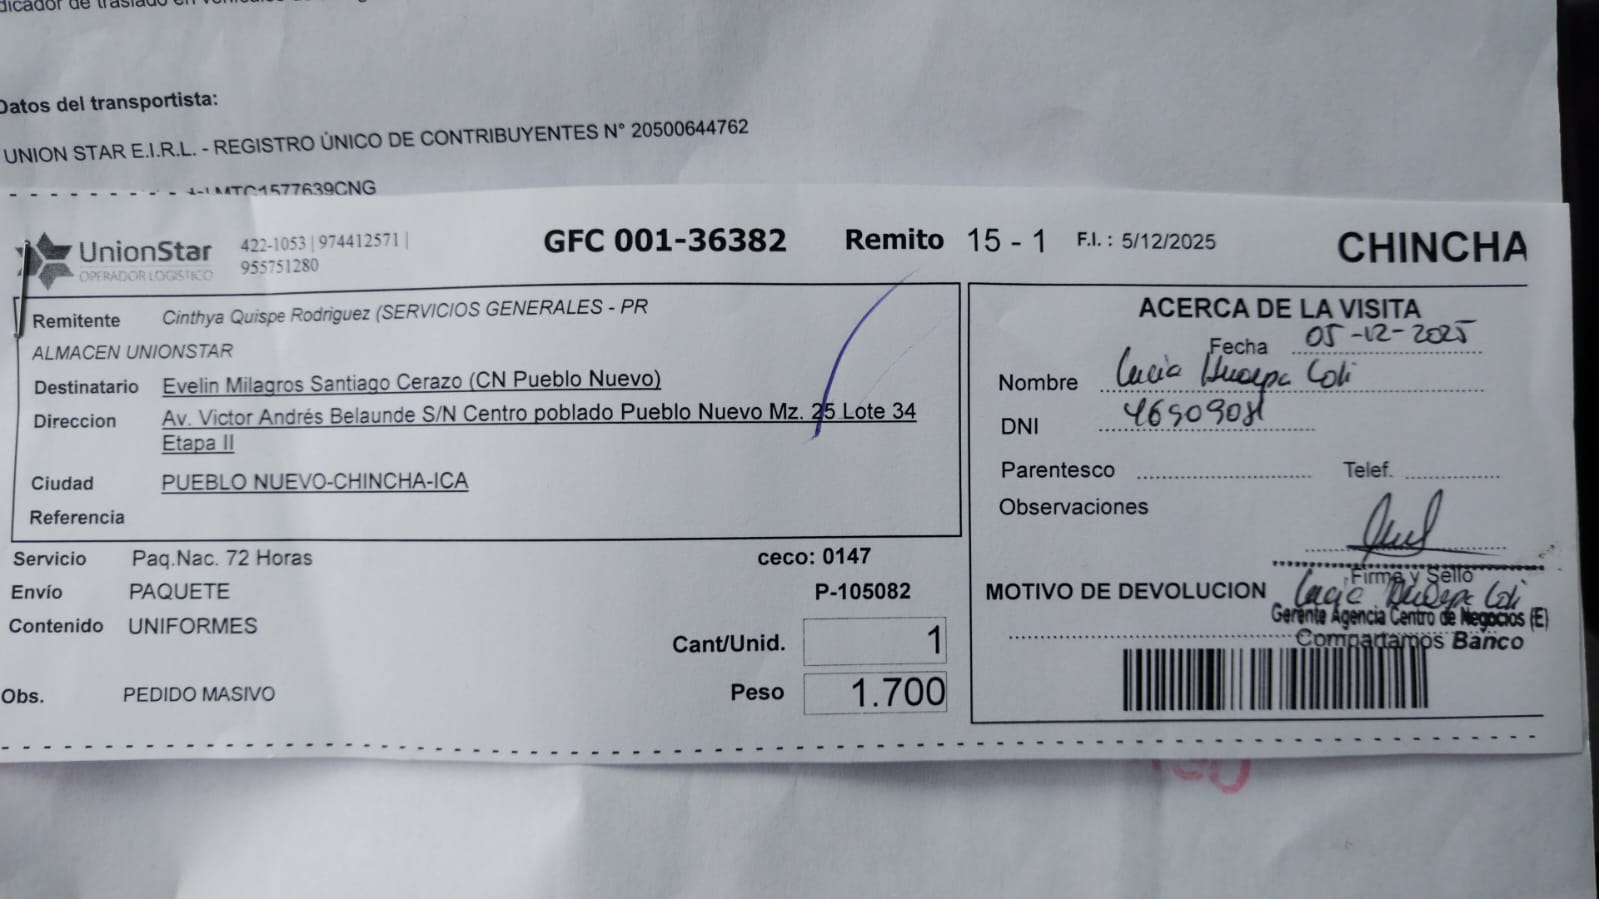 dicador de traslado en
Datos del transportista:
UNION STAR E.I.R.L. - REGISTRO ÚNICO DE CONTRIBUYENTES N° 20500644762
MTC1577639CNG
UnionStar
OPERADOR LOGISTICO
422-1053 | 974412571 |
955751280
GFC 001-36382
Remito 15 - 1
F.I. : 5/12/2025
CHINCHA
Remitente Cinthya Quispe Rodriguez (SERVICIOS GENERALES - PR
ALMACEN UNIONSTAR
Destinatario Evelin Milagros Santiago Cerazo (CN Pueblo Nuevo)
Direccion Av. Victor Andrés Belaunde S/N Centro poblado Pueblo Nuevo Mz. 25 Lote 34
Etapa II
Ciudad PUEBLO NUEVO-CHINCHA-ICA
Referencia
Servicio Paq.Nac. 72 Horas
ceco: 0147
Envío PAQUETE
P-105082
Contenido UNIFORMES
Cant/Unid. 1
Obs. PEDIDO MASIVO
Peso 1.700
ACERCA DE LA VISITA
Fecha 05-12-2025
Nombre Lucia
DNI
Parentesco
Telef.
Observaciones
Firma y Sello
MOTIVO DE DEVOLUCION
Gerente Agencia Centro de Negocios (E)
Compartamos Banco